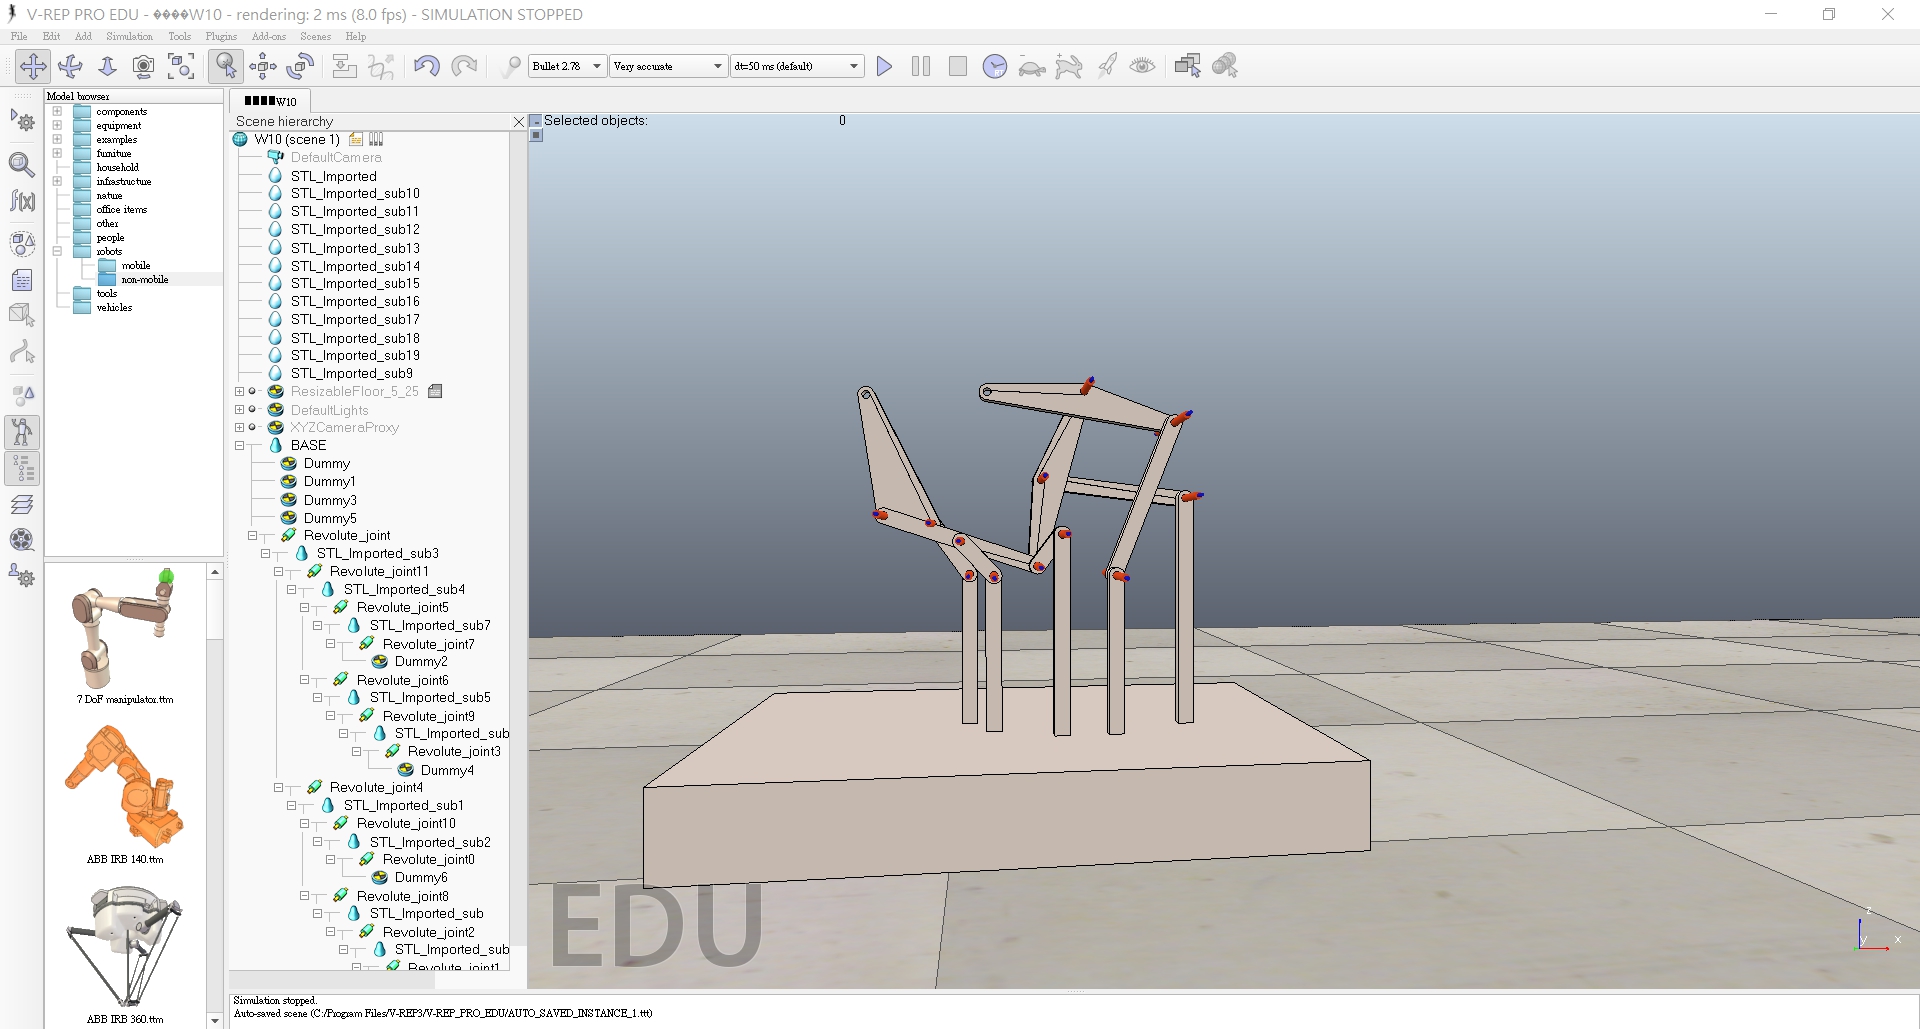 V-REP PRO EDU - ����W10 - rendering: 2 ms (8.0 fps) - SIMULATION STOPPED
File Edit Add Simulation Tools Plugins Add-ons Scenes Help
Bullet 2.78 Very accurate dt=50 ms (default)
Model browser
components
equipment
examples
furniture
household
infrastructure
nature
office items
other
people
robots
mobile
non-mobile
tools
vehicles
7 DoF manipulator.ttm
ABB IRB 140.ttm
ABB IRB 360.ttm
W10
Scene hierarchy
W10 (scene 1)
DefaultCamera
STL_Imported
STL_Imported_sub10
STL_Imported_sub11
STL_Imported_sub12
STL_Imported_sub13
STL_Imported_sub14
STL_Imported_sub15
STL_Imported_sub16
STL_Imported_sub17
STL_Imported_sub18
STL_Imported_sub19
STL_Imported_sub9
ResizableFloor_5_25
DefaultLights
XYZCameraProxy
BASE
Dummy
Dummy1
Dummy3
Dummy5
Revolute_joint
STL_Imported_sub3
Revolute_joint11
STL_Imported_sub4
Revolute_joint5
STL_Imported_sub7
Revolute_joint7
Dummy2
Revolute_joint6
STL_Imported_sub5
Revolute_joint9
STL_Imported_sub
Revolute_joint3
Dummy4
Revolute_joint4
STL_Imported_sub1
Revolute_joint10
STL_Imported_sub2
Revolute_joint0
Dummy6
Revolute_joint8
STL_Imported_sub
Revolute_joint2
STL_Imported_sub
Revolute_joint1
Selected objects: 0
EDU
z
y x
Simulation stopped.
Auto-saved scene (C:/Program Files/V-REP3/V-REP_PRO_EDU/AUTO_SAVED_INSTANCE_1.ttt)